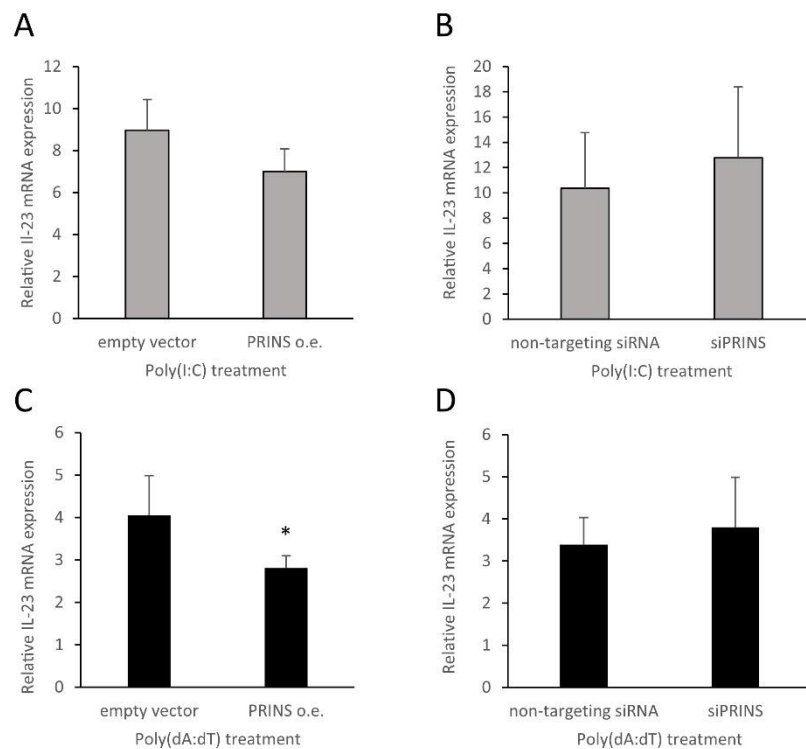 A
Relative Il-23 mRNA expression
12
10
8
6
4
2
0
empty vector
PRINS o.e.
Poly(I:C) treatment
B
Relative IL-23 mRNA expression
20
18
16
14
12
10
8
6
4
2
0
non-targeting siRNA
siPRINS
Poly(I:C) treatment
C
Relative IL-23 mRNA expression
6
5
4
3
2
1
0
*
empty vector
PRINS o.e.
Poly(dA:dT) treatment
D
Relative IL-23 mRNA expression
6
5
4
3
2
1
0
non-targeting siRNA
siPRINS
Poly(dA:dT) treatment